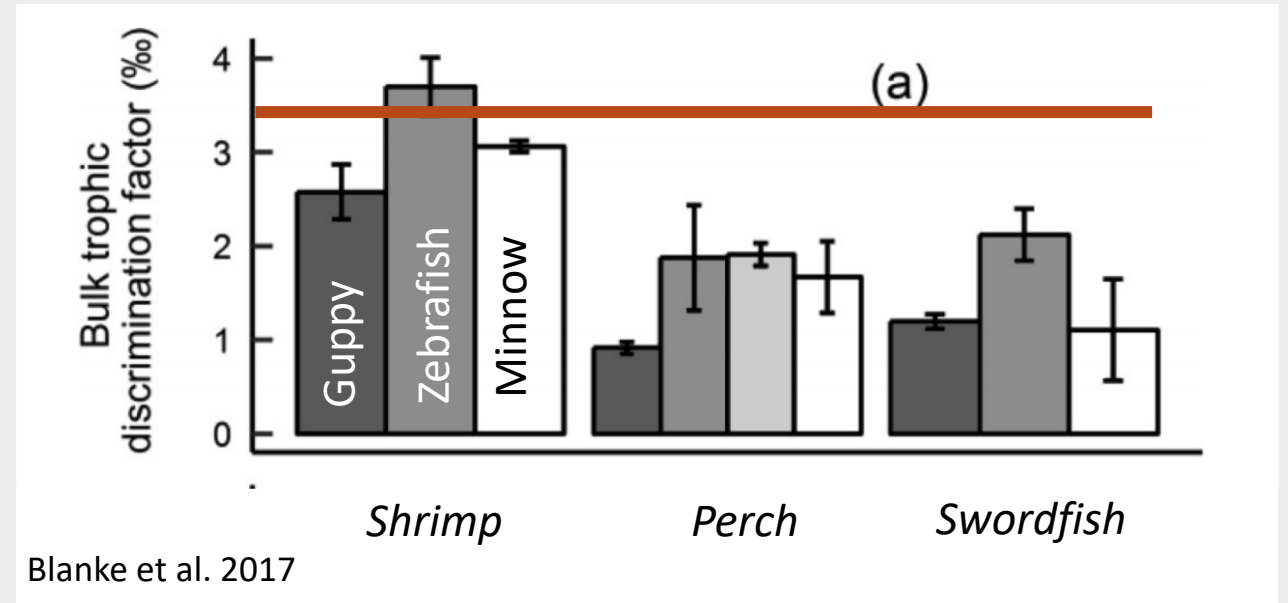 Bulk trophic
discrimination factor (‰)
4
3
2
1
0
(a)
Guppy
Zebrafish
Minnow
Shrimp
Perch
Swordfish
Blanke et al. 2017